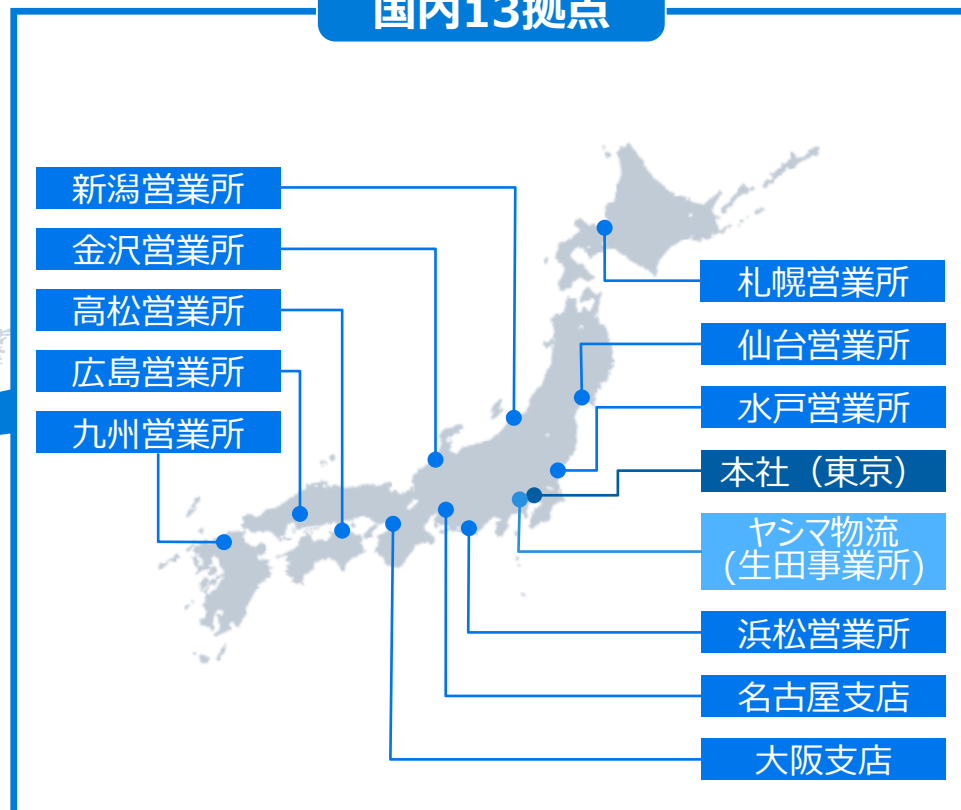 国内13拠点
新潟営業所
金沢営業所
高松営業所
広島営業所
九州営業所
札幌営業所
仙台営業所
水戸営業所
本社（東京）
ヤシマ物流
(生田事業所)
浜松営業所
名古屋支店
大阪支店